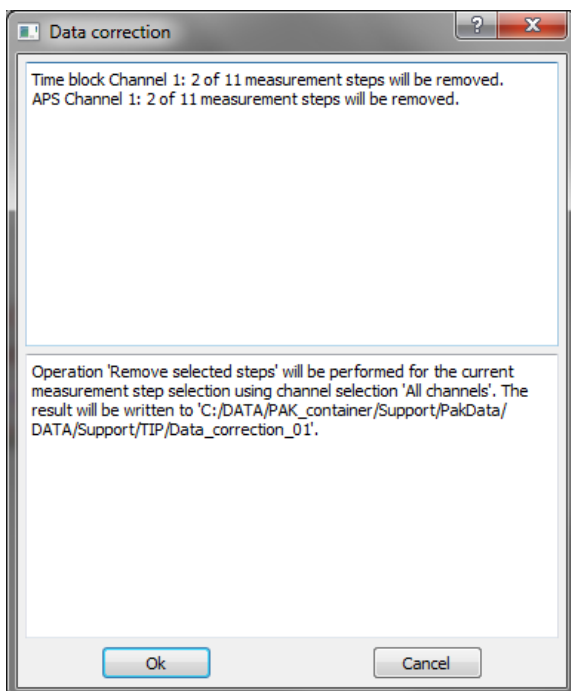 Data correction
?
X
Time block Channel 1: 2 of 11 measurement steps will be removed.
APS Channel 1: 2 of 11 measurement steps will be removed.
Operation 'Remove selected steps' will be performed for the current
measurement step selection using channel selection 'All channels'. The
result will be written to 'C:/DATA/PAK_container/Support/PakData/
DATA/Support/TIP/Data_correction_01'.
Ok
Cancel